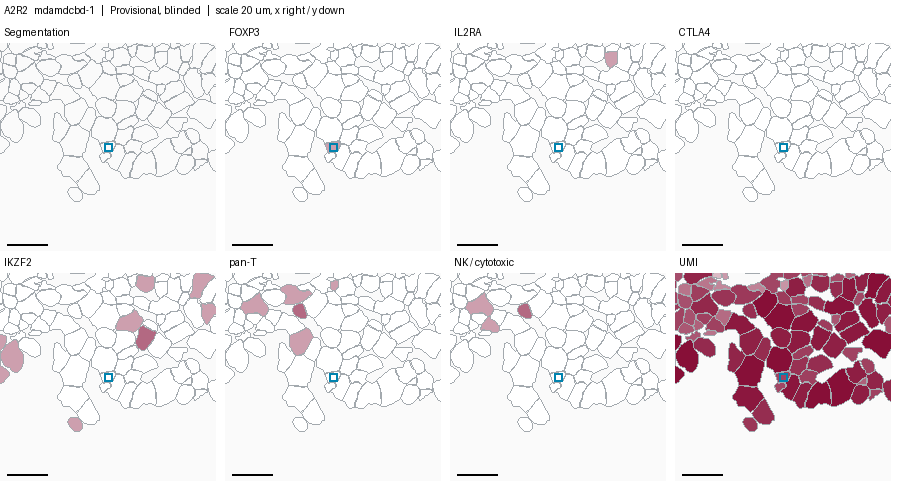 A2R2 mdamdcbd-1 | Provisional, blinded | scale 20 um, x right / y down
Segmentation FOXP3 IL2RA CTLA4
IKZF2 pan-T NK / cytotoxic UMI